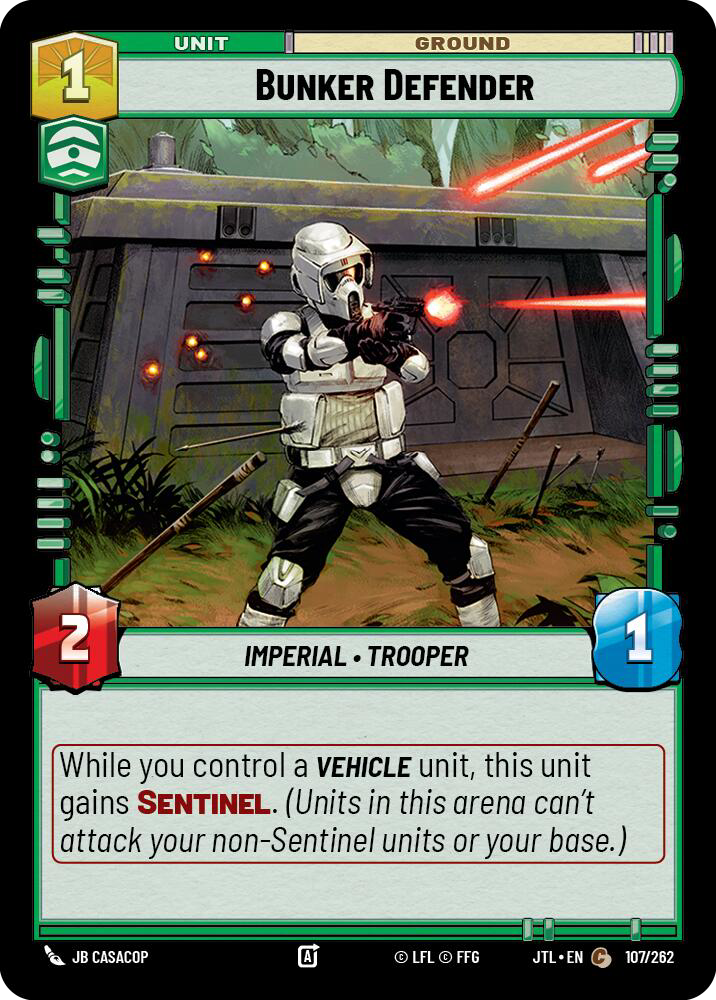 UNIT
GROUND
1
BUNKER DEFENDER
2
IMPERIAL • TROOPER
1
While you control a VEHICLE unit, this unit
gains SENTINEL. (Units in this arena can't
attack your non-Sentinel units or your base.)
JB CASACOP
A
© LFL © FFG
JTL • EN
C
107/262